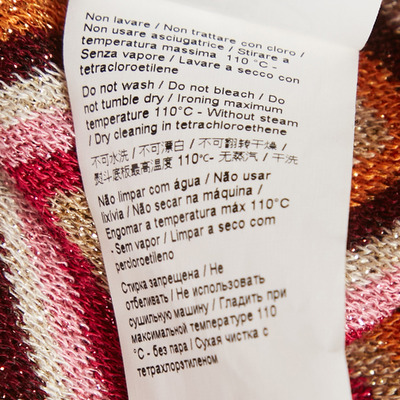 Non lavare / Non trattare con cloro /
Non usare asciugatrice / Stirare a
temperatura massima 110 °C -
Senza vapore / Lavare a secco con
tetracloroetilene
Do not wash / Do not bleach / Do
not tumble dry / Ironing maximum
temperature 110°C - Without steam
/ Dry cleaning in tetrachloroethene
不可水洗 / 不可漂白 / 不可翻转干燥 /
熨斗底板最高温度 110°C- 无蒸汽 / 干洗
Não limpar com água / Não usar
lixívia / Não secar na máquina /
Engomar a temperatura máx 110°C
- Sem vapor / Limpar a seco com
percloroetileno
Стирка запрещена / Не
отбеливать / Не использовать
сушильную машину / Гладить при
максимальной температуре 110
°C - без пара / Сухая чистка с
тетрахлорэтиленом